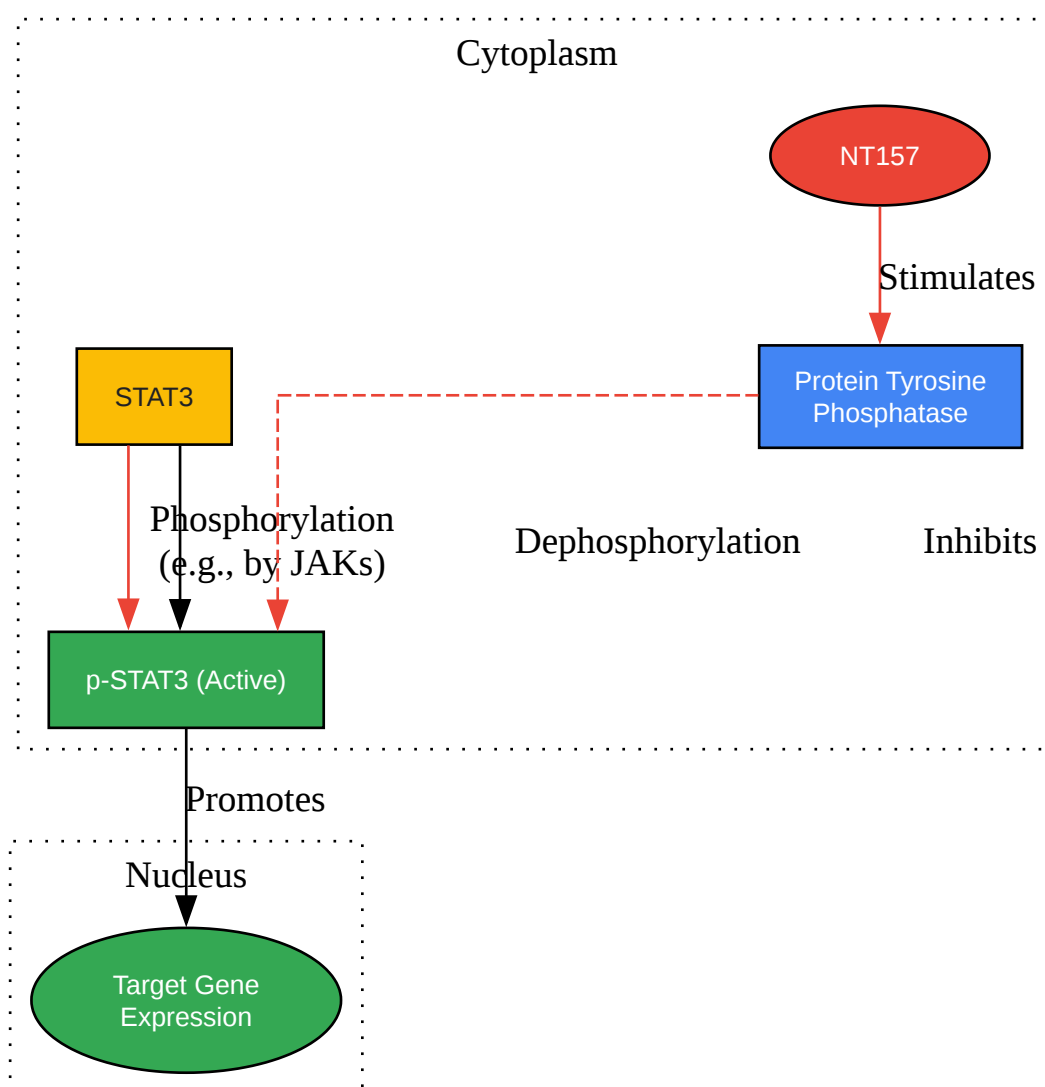 Cytoplasm
NT157
Stimulates
Protein Tyrosine
Phosphatase
STAT3
Phosphorylation
(e.g., by JAKs)
Dephosphorylation
Inhibits
p-STAT3 (Active)
Promotes
Nucleus
Target Gene
Expression